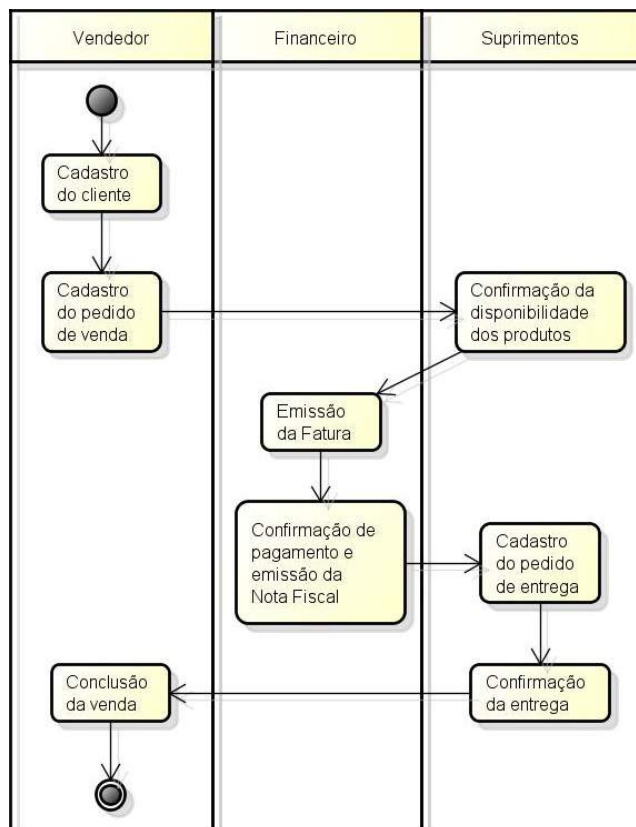 Vendedor
Financeiro
Suprimentos
Cadastro
do cliente
Cadastro
do pedido
de venda
Confirmação da
disponibilidade
dos produtos
Emissão
da Fatura
Confirmação de
pagamento e
emissão da
Nota Fiscal
Cadastro
do pedido
de entrega
Confirmação
da entrega
Conclusão
da venda